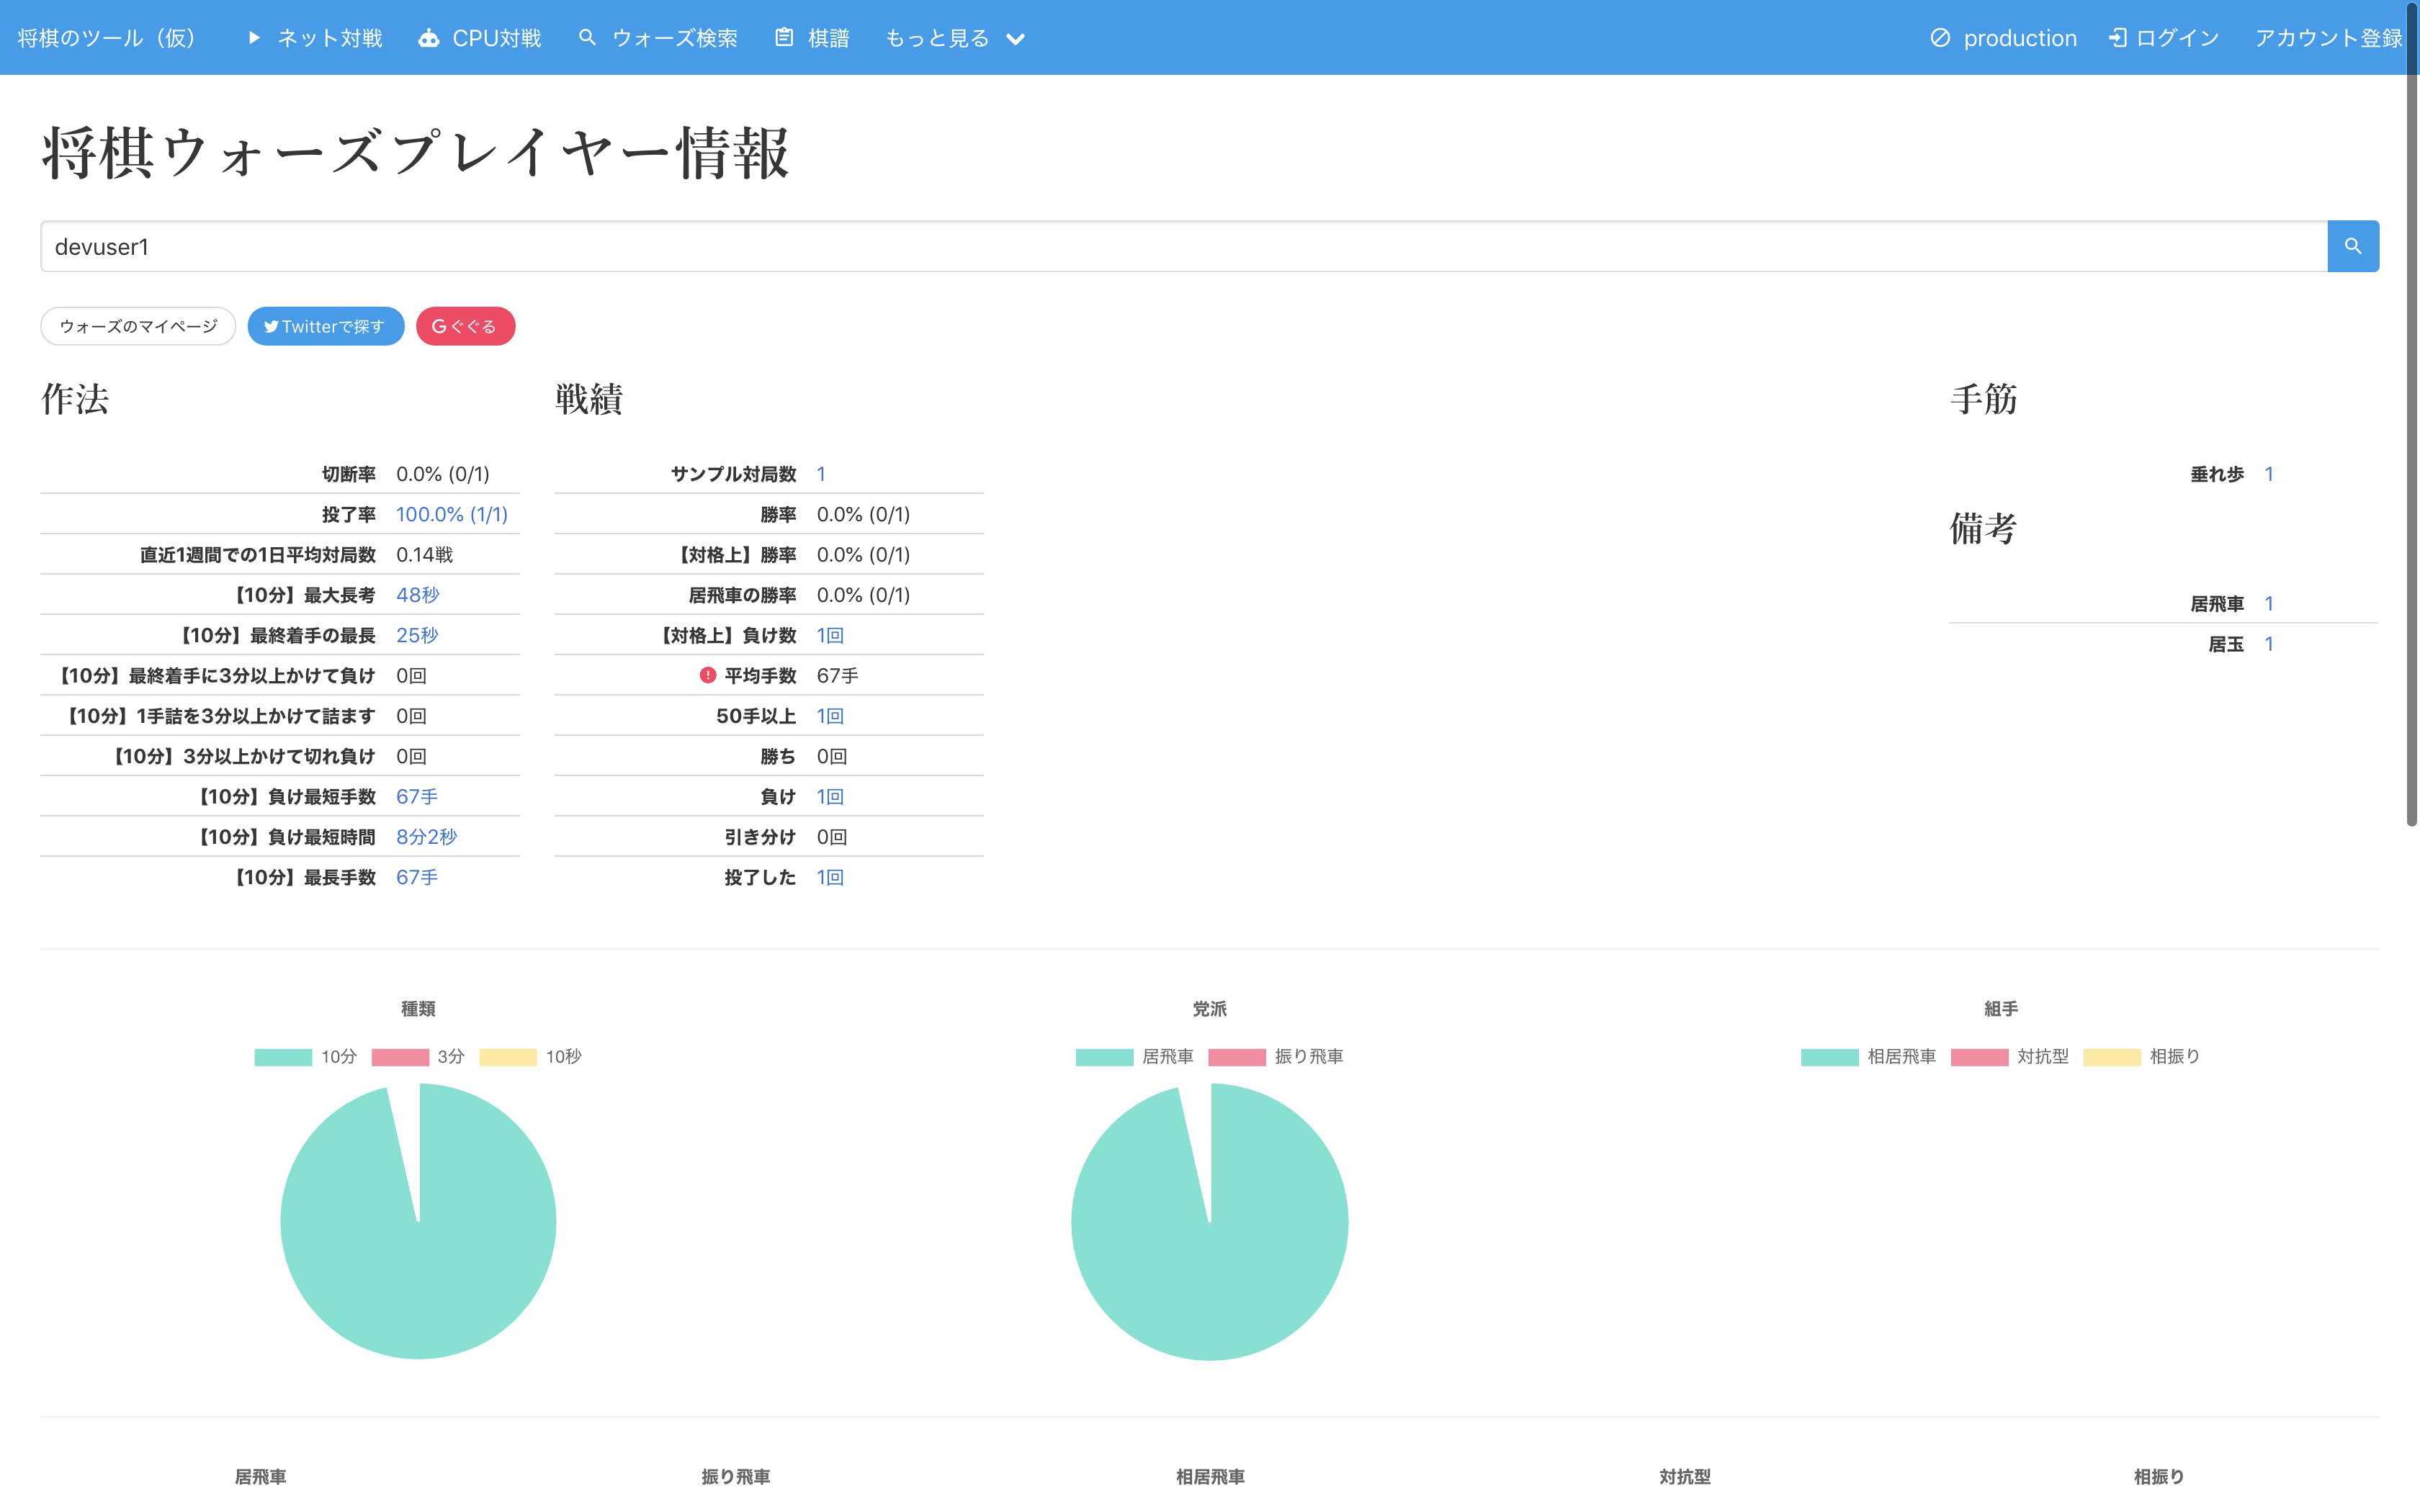 将棋のツール（仮） ネット対戦 CPU対戦 ウォーズ検索 棋譜 もっと見る production ログイン アカウント登録
将棋ウォーズプレイヤー情報
devuser1
ウォーズのマイページ Twitterで探す ぐぐる
作法
切断率 0.0% (0/1)
投了率 100.0% (1/1)
直近1週間での1日平均対局数 0.14戦
【10分】最大長考 48秒
【10分】最終着手の最長 25秒
【10分】最終着手に3分以上かけて負け 0回
【10分】1手詰を3分以上かけて詰ます 0回
【10分】3分以上かけて切れ負け 0回
【10分】負け最短手数 67手
【10分】負け最短時間 8分2秒
【10分】最長手数 67手
戦績
サンプル対局数 1
勝率 0.0% (0/1)
【対格上】勝率 0.0% (0/1)
居飛車の勝率 0.0% (0/1)
【対格上】負け数 1回
平均手数 67手
50手以上 1回
勝ち 0回
負け 1回
引き分け 0回
投了した 1回
手筋
垂れ歩 1
備考
居飛車 1
居玉 1
種類
10分 3分 10秒
党派
居飛車 振り飛車
組手
相居飛車 対抗型 相振り
居飛車 振り飛車 相居飛車 対抗型 相振り